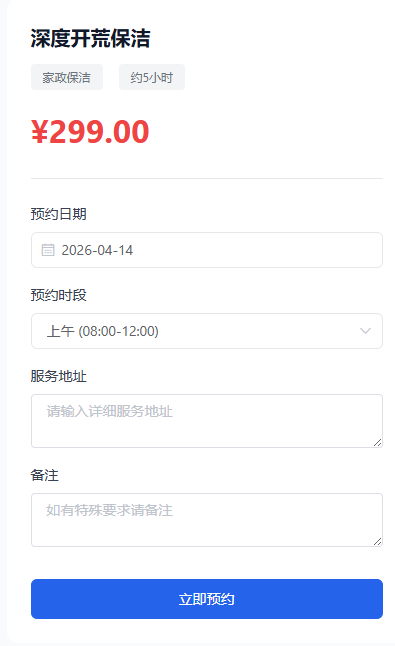 深度开荒保洁
家政保洁 约5小时
¥299.00
预约日期
2026-04-14
预约时段
上午 (08:00-12:00)
服务地址
请输入详细服务地址
备注
如有特殊要求请备注
立即预约